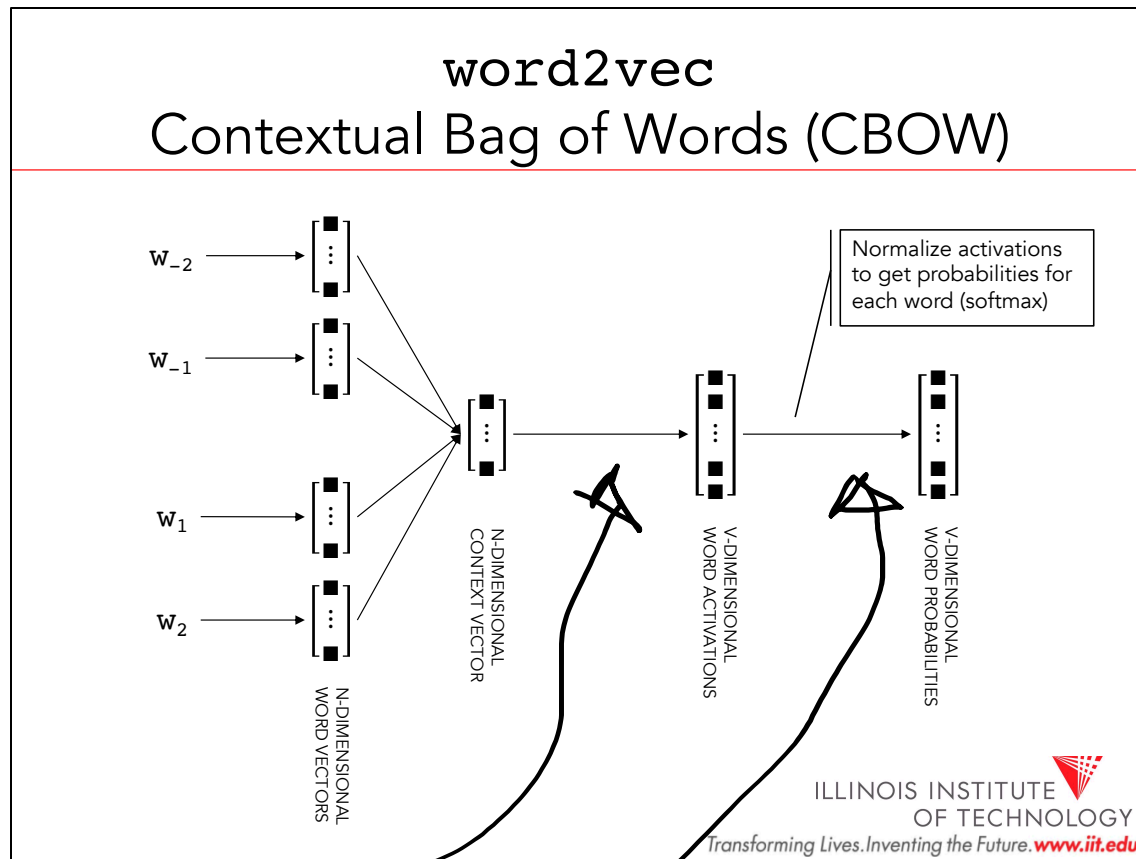 word2vec
Contextual Bag of Words (CBOW)
w-2
w-1
w1
w2
Normalize activations
to get probabilities for
each word (softmax)
N-DIMENSIONAL
WORD VECTORS
N-DIMENSIONAL
CONTEXT VECTOR
V-DIMENSIONAL
WORD ACTIVATIONS
V-DIMENSIONAL
WORD PROBABILITIES
ILLINOIS INSTITUTE
OF TECHNOLOGY
Transforming Lives.Inventing the Future.www.iit.edu